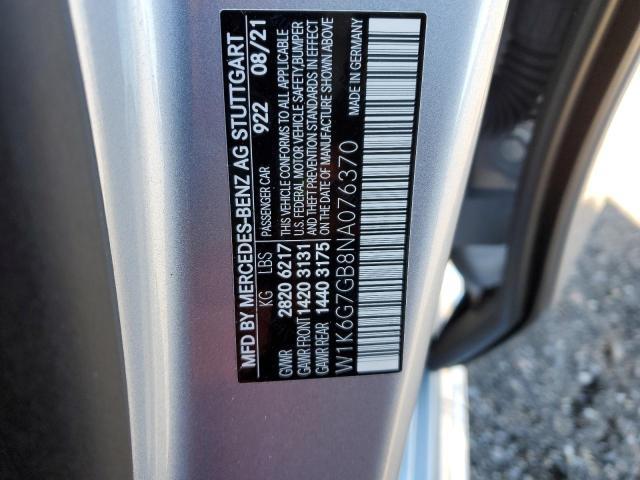 MFD BY MERCEDES-BENZ AG STUTTGART
922 08/21
PASSENGER CAR
KG LBS
GVWR 2820 6217
GAWR FRONT 1420 3131
GAWR REAR 1440 3175
THIS VEHICLE CONFORMS TO ALL APPLICABLE
U.S. FEDERAL MOTOR VEHICLE SAFETY, BUMPER
AND THEFT PREVENTION STANDARDS IN EFFECT
ON THE DATE OF MANUFACTURE SHOWN ABOVE
W1K6G7GB8NA076370
MADE IN GERMANY